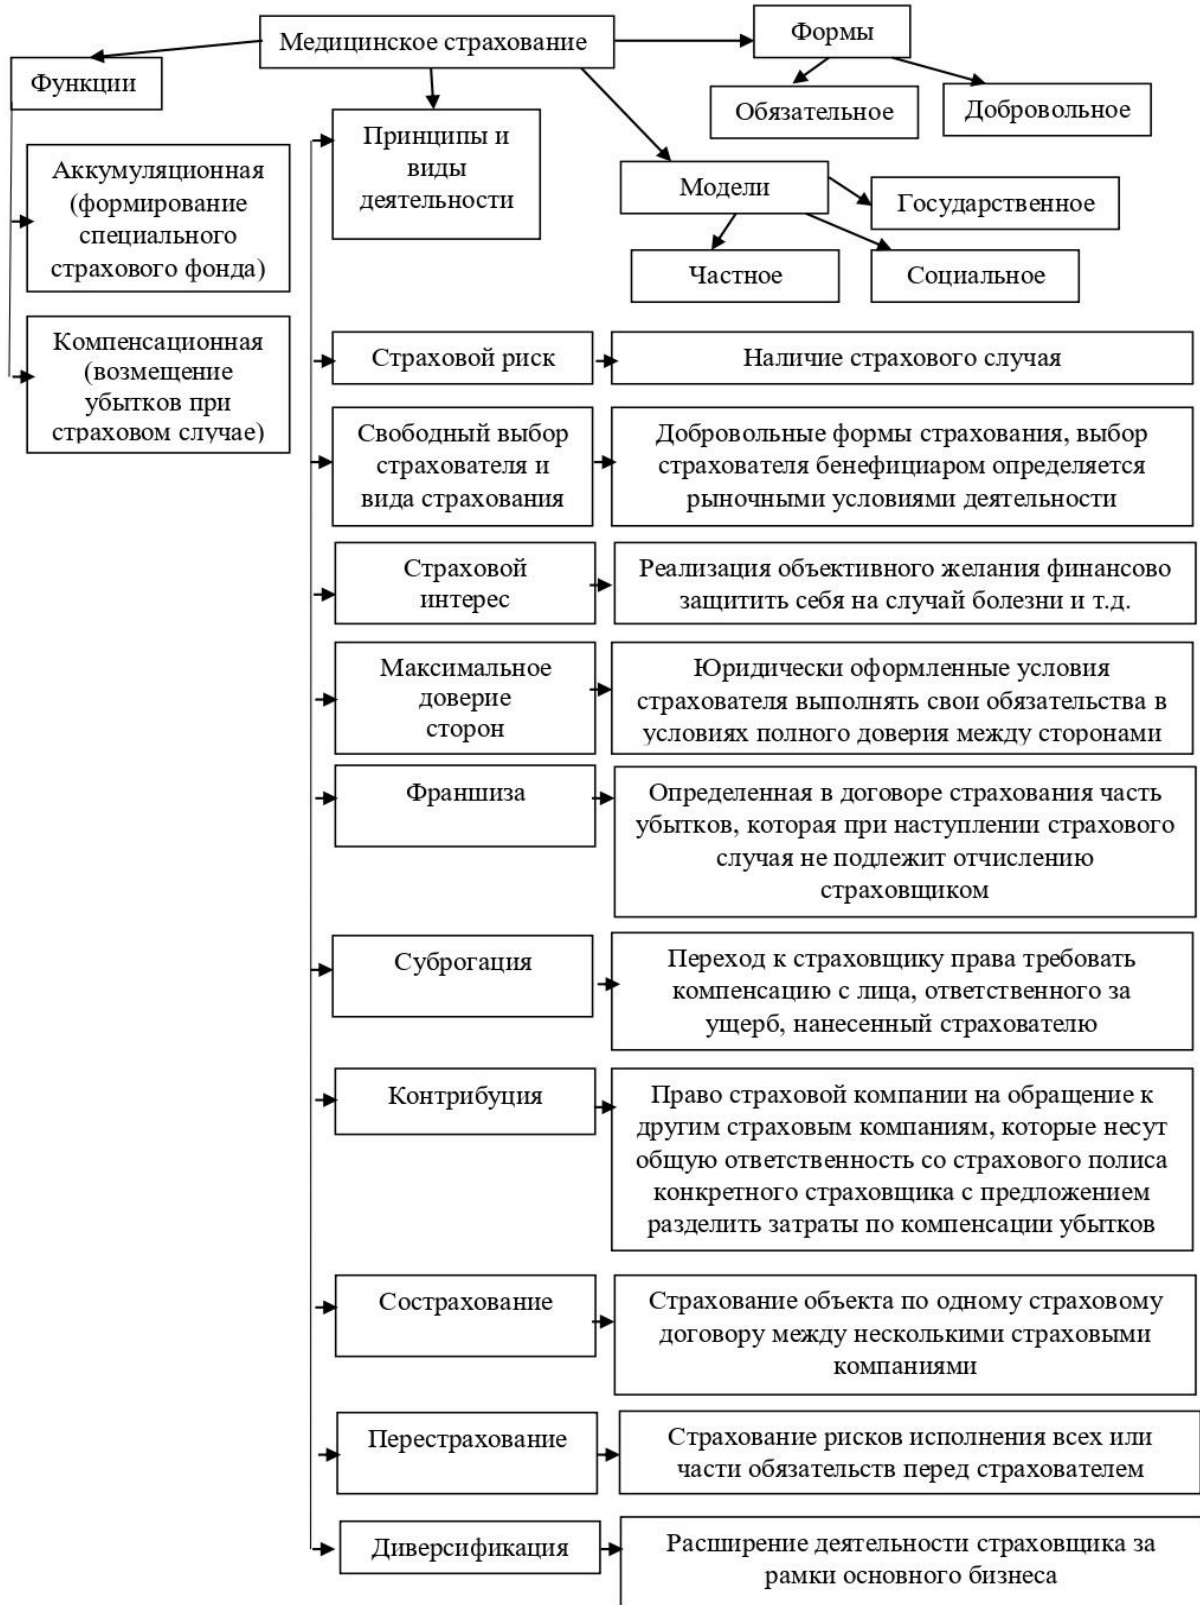 Медицинское страхование
Формы
Функции
Обязательное
Добровольное
Принципы и
виды
деятельности
Модели
Государственное
Частное
Социальное
Аккумуляционная
(формирование
специального
страхового фонда)
Компенсационная
(возмещение
убытков при
страховом случае)
Страховой риск
Наличие страхового случая
Свободный выбор
страхователя и
вида страхования
Добровольные формы страхования, выбор
страхователя бенефициаром определяется
рыночными условиями деятельности
Страховой
интерес
Реализация объективного желания финансово
защитить себя на случай болезни и т.д.
Максимальное
доверие
сторон
Юридически оформленные условия
страхователя выполнять свои обязательства в
условиях полного доверия между сторонами
Франшиза
Определенная в договоре страхования часть
убытков, которая при наступлении страхового
случая не подлежит отчислению
страховщиком
Суброгация
Переход к страховщику права требовать
компенсацию с лица, ответственного за
ущерб, нанесенный страхователю
Контрибуция
Право страховой компании на обращение к
другим страховым компаниям, которые несут
общую ответственность со страхового полиса
конкретного страховщика с предложением
разделить затраты по компенсации убытков
Сострахование
Страхование объекта по одному страховому
договору между несколькими страховыми
компаниями
Перестрахование
Страхование рисков исполнения всех или
части обязательств перед страхователем
Диверсификация
Расширение деятельности страховщика за
рамки основного бизнеса